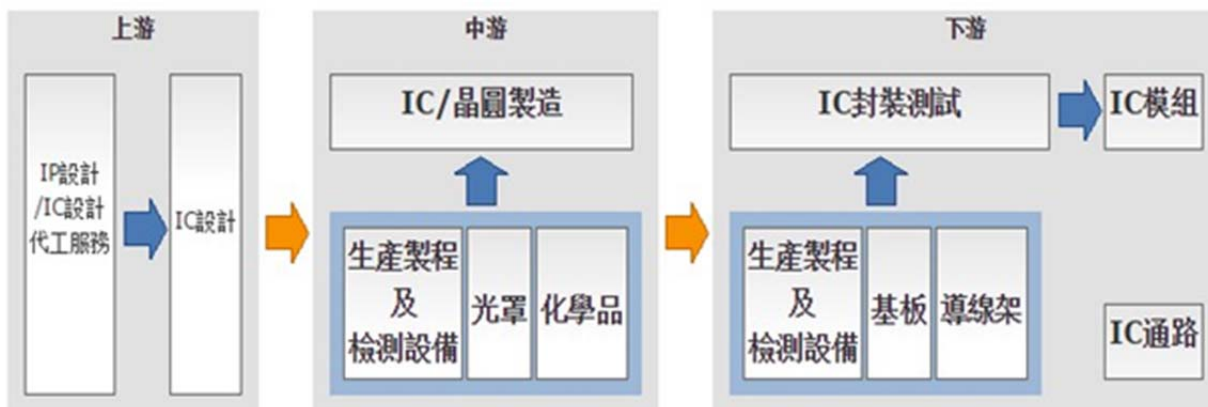 上游
IP設計
/IC設計
代工服務
IC設計
中游
IC/晶圓製造
生產製程
及
檢測設備
光罩
化學品
下游
IC封裝測試
IC模組
生產製程
及
檢測設備
基板
導線架
IC通路